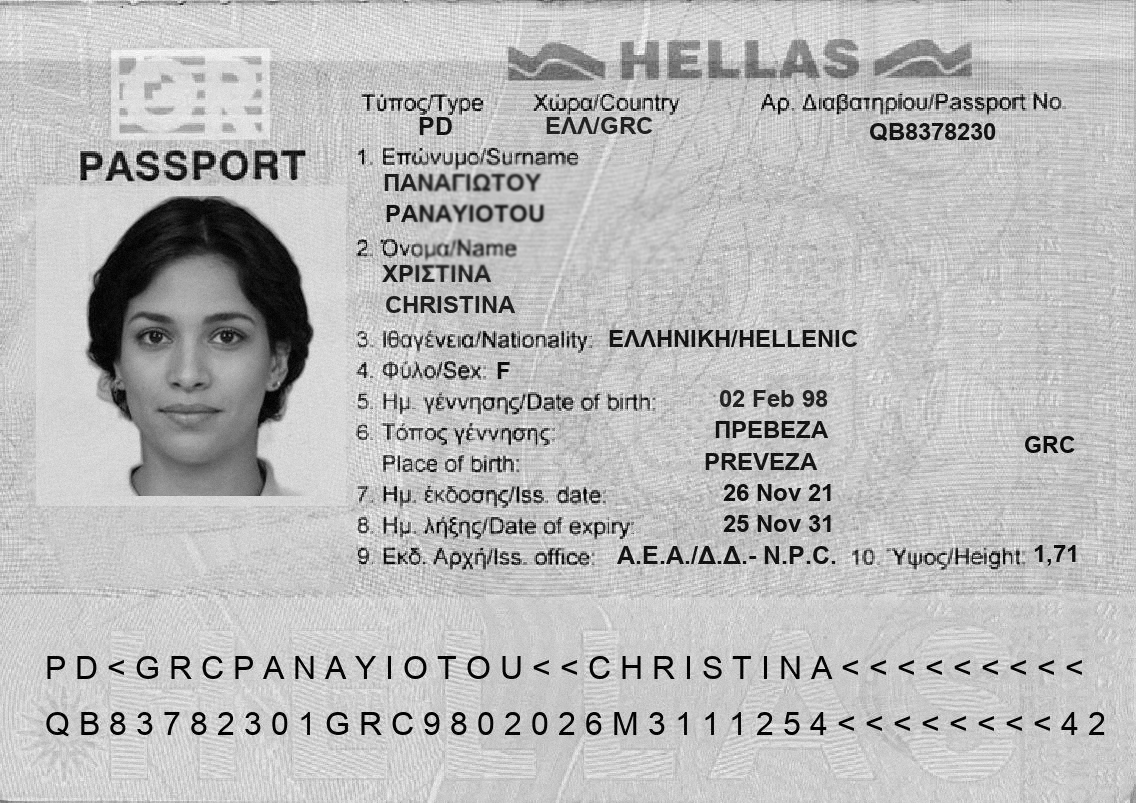 GR
HELLAS
PASSPORT
Τύπος/Type Χώρα/Country Αρ. Διαβατηρίου/Passport No.
PD ΕΛΛ/GRC QB8378230
1. Επώνυμο/Surname
ΠΑΝΑΓΙΩΤΟΥ
PANAYIOTOU
2. Όνομα/Name
ΧΡΙΣΤΙΝΑ
CHRISTINA
3. Ιθαγένεια/Nationality: ΕΛΛΗΝΙΚΗ/HELLENIC
4. Φύλο/Sex: F
5. Ημ. γέννησης/Date of birth: 02 Feb 98
6. Τόπος γέννησης: ΠΡΕΒΕΖΑ
GRC
Place of birth: PREVEZA
7. Ημ. έκδοσης/Iss. date: 26 Nov 21
8. Ημ. λήξης/Date of expiry: 25 Nov 31
9 Εκδ. Αρχή/Iss. office: Α.Ε.Α./Δ.Δ.- N.P.C. 10. Ύψος/Height: 1,71
HELLAS
PD<GRCPANAYIOTOU<<CHRISTINA<<<<<<<<<
QB83782301GRC9802026M3111254<<<<<<<<42